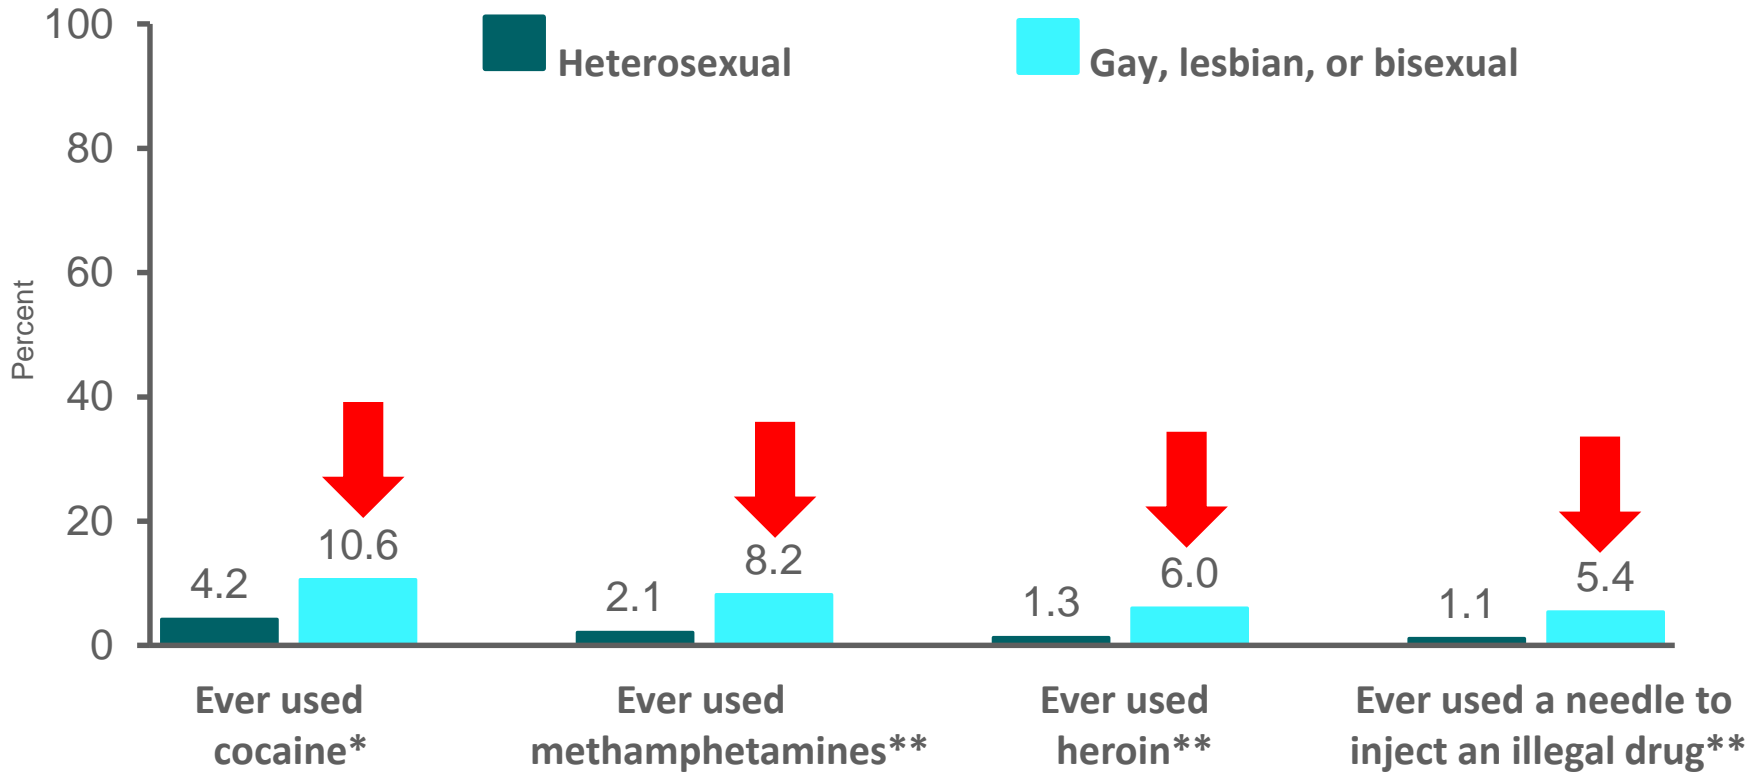 100
80
60
40
20
0
Percent
Heterosexual
Gay, lesbian, or bisexual
4.2
10.6
2.1
8.2
1.3
6.0
1.1
5.4
Ever used
cocaine*
Ever used
methamphetamines**
Ever used
heroin**
Ever used a needle to
inject an illegal drug**